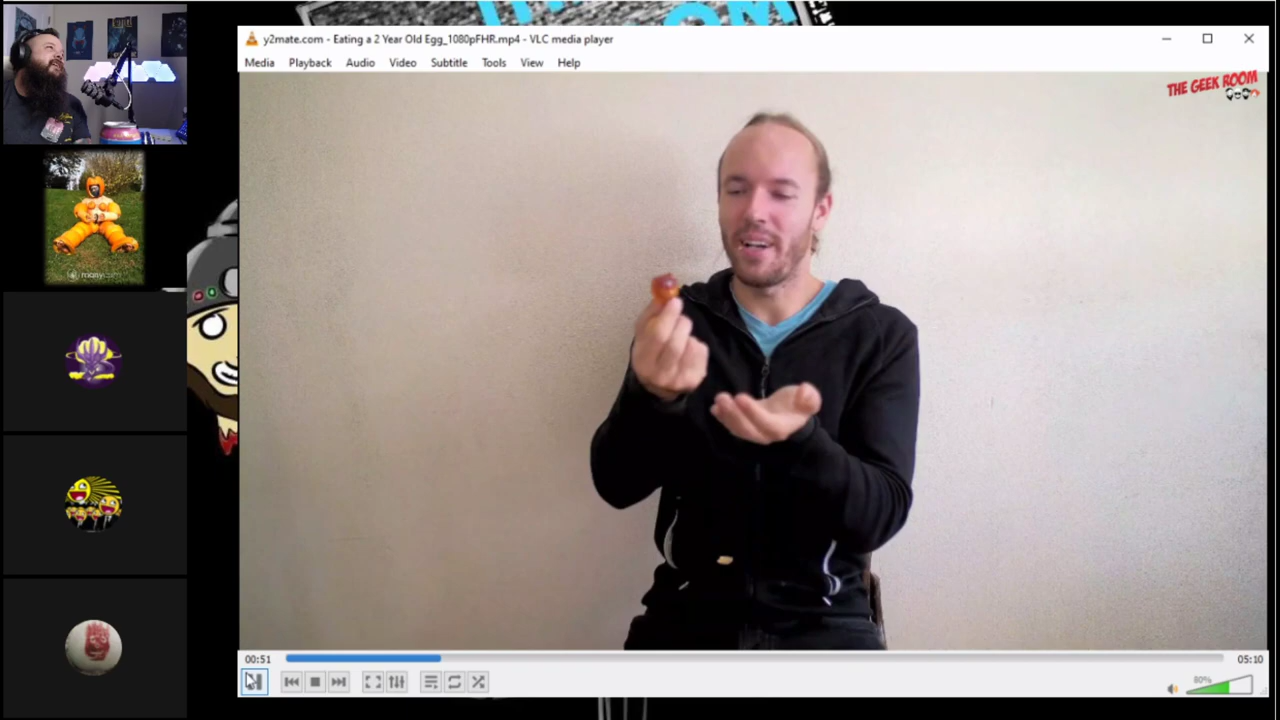 y2mate.com - Eating a 2 Year Old Egg_1080pFHR.mp4 - VLC media player
Media Playback Audio Video Subtitle Tools View Help
THE GEEK ROOM
00:51
05:10
80%